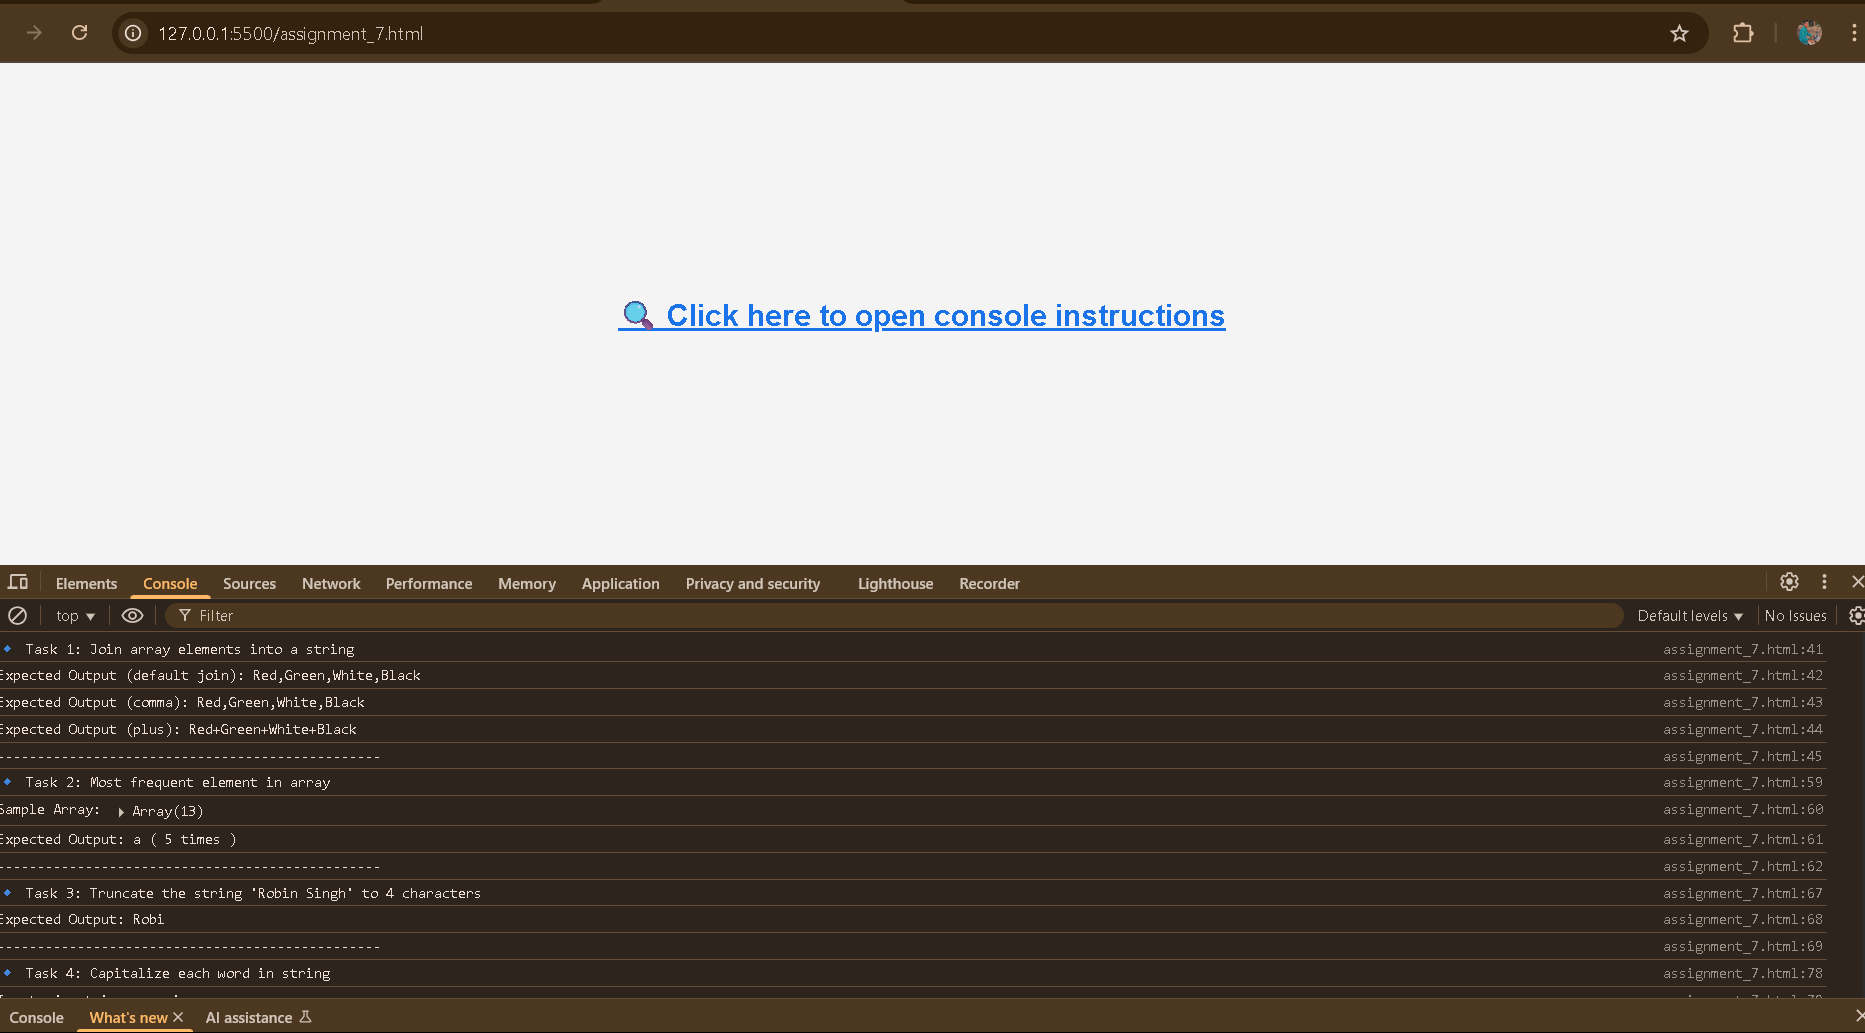 127.0.0.1:5500/assignment_7.html
🔍 Click here to open console instructions
Elements Console Sources Network Performance Memory Application Privacy and security Lighthouse Recorder
top ▼ Filter Default levels ▼ No Issues
🔹 Task 1: Join array elements into a string assignment_7.html:41
Expected Output (default join): Red,Green,White,Black assignment_7.html:42
Expected Output (comma): Red,Green,White,Black assignment_7.html:43
Expected Output (plus): Red+Green+White+Black assignment_7.html:44
----------------------------------------------- assignment_7.html:45
🔹 Task 2: Most frequent element in array assignment_7.html:59
Sample Array: ▶ Array(13) assignment_7.html:60
Expected Output: a ( 5 times ) assignment_7.html:61
----------------------------------------------- assignment_7.html:62
🔹 Task 3: Truncate the string 'Robin Singh' to 4 characters assignment_7.html:67
Expected Output: Robi assignment_7.html:68
----------------------------------------------- assignment_7.html:69
🔹 Task 4: Capitalize each word in string assignment_7.html:78
Console What's new AI assistance